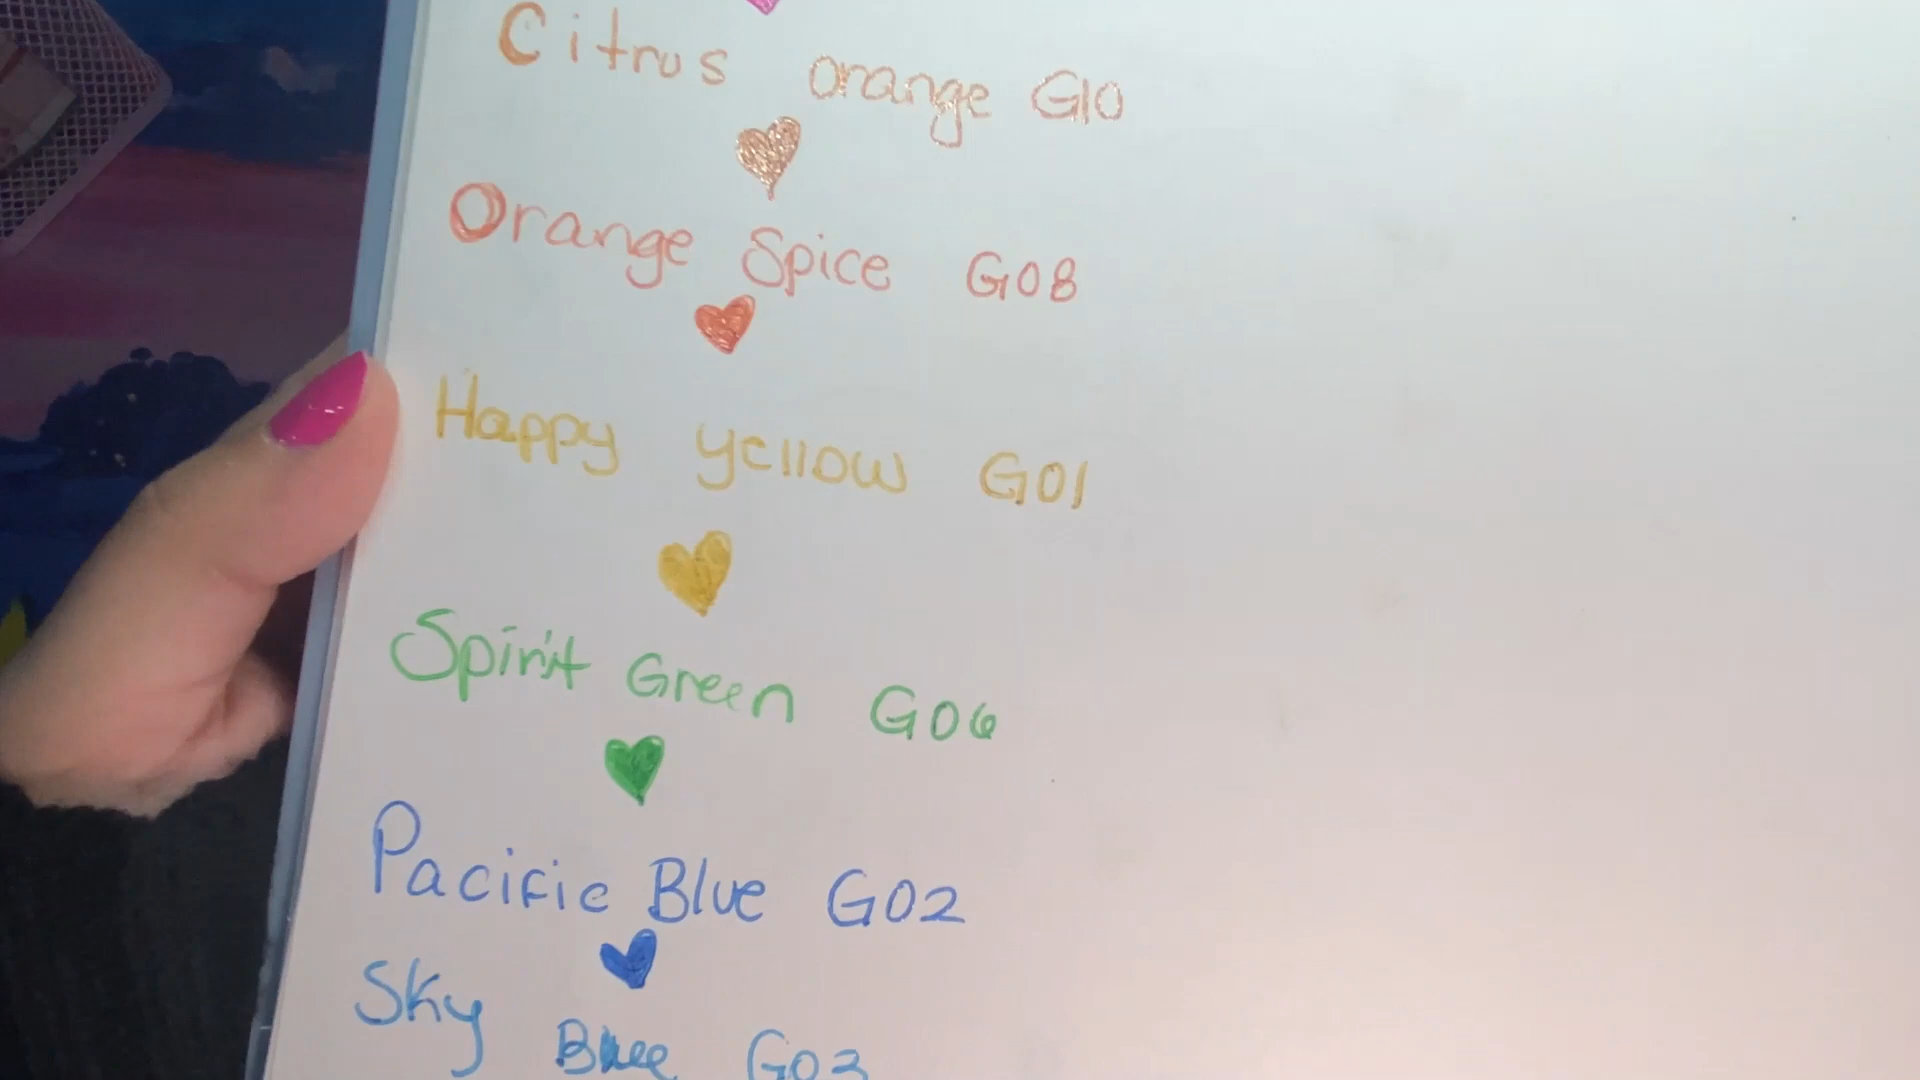 Citrus orange G10
Orange Spice G08
Happy yellow G01
Spirit Green G06
Pacific Blue G02
Sky Blue G03